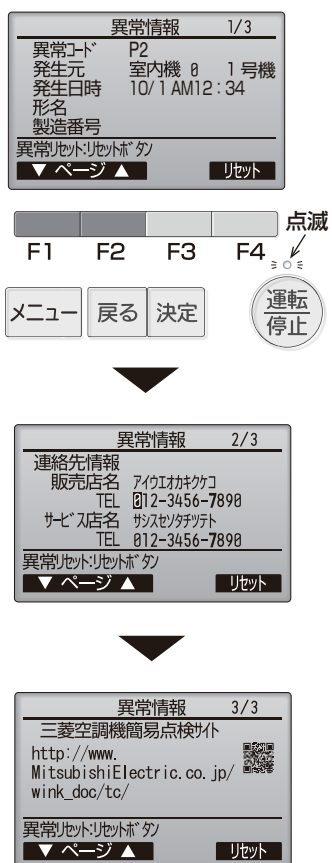 異常情報 1/3
異常コード P2
発生元 室内機 0 1号機
発生日時 10/1 AM12:34
形名
製造番号
異常リセット:リセットボタン
▼ ページ ▲ リセット
点滅
F1 F2 F3 F4
メニュー 戻る 決定 運転
停止
異常情報 2/3
連絡先情報
販売店名 アイウエオカキクケコ
TEL 012-3456-7890
サービス店名 サシスセソタチツテト
TEL 012-3456-7890
異常リセット:リセットボタン
▼ ページ ▲ リセット
異常情報 3/3
三菱空調機簡易点検サイト
http://www.
MitsubishiElectric.co.jp/
wink_doc/tc/
異常リセット:リセットボタン
▼ ページ ▲ リセット